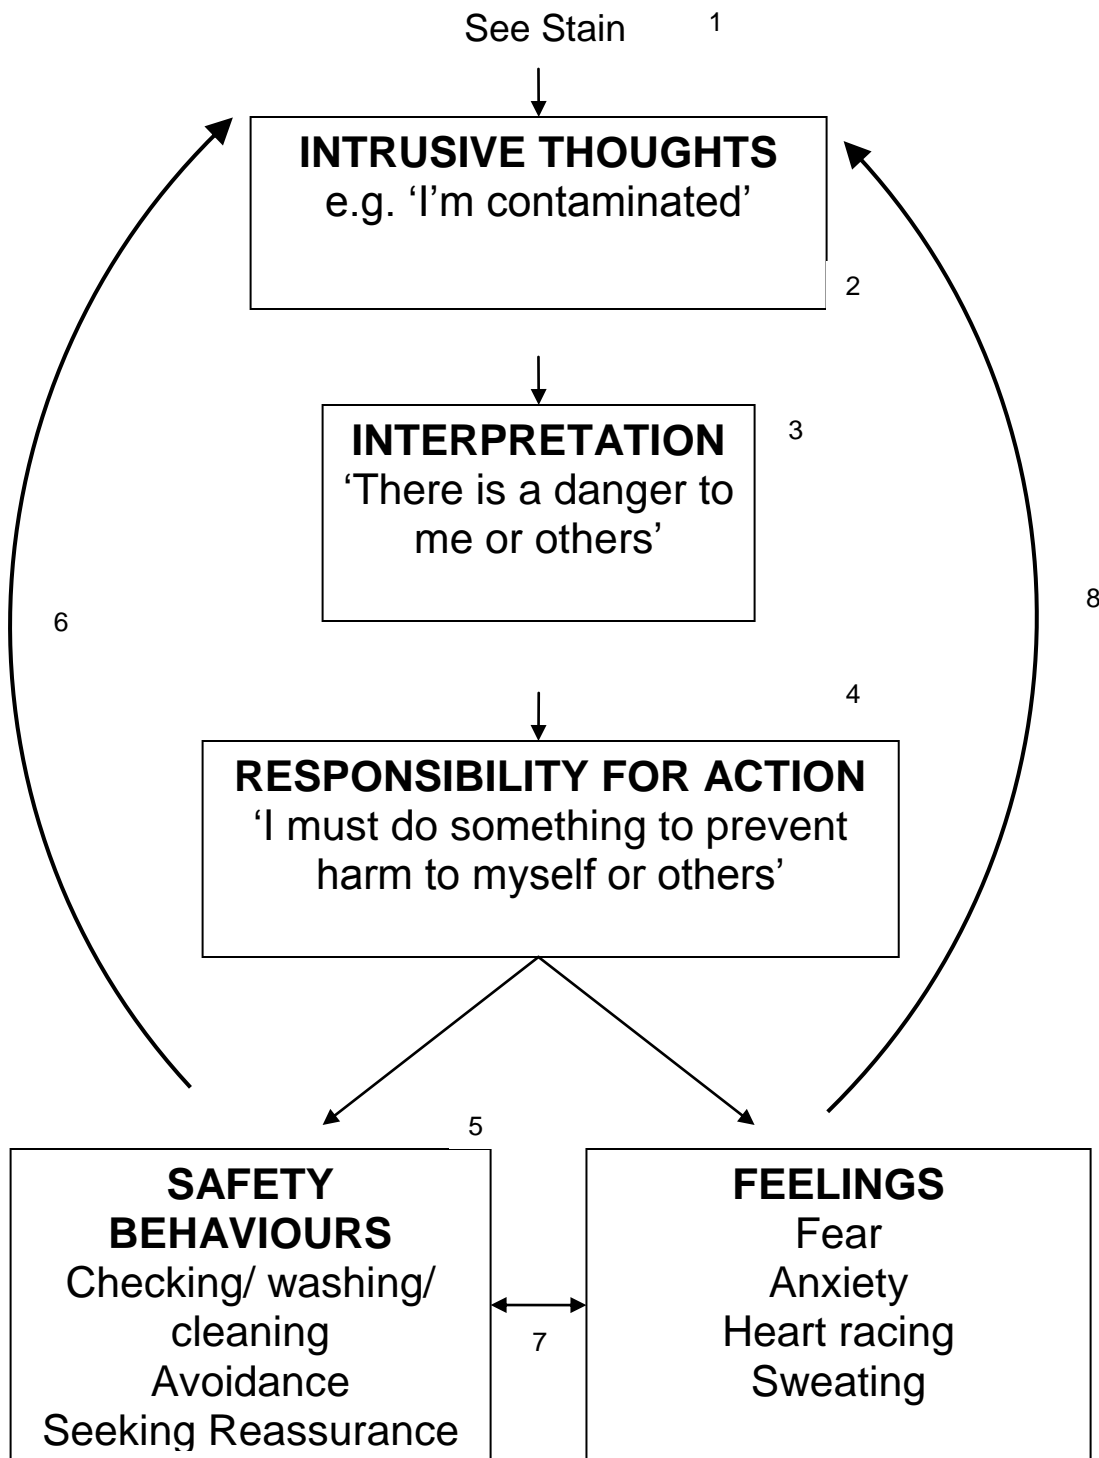 See Stain 1
INTRUSIVE THOUGHTS
e.g. ‘I’m contaminated’
2
INTERPRETATION 3
‘There is a danger to
me or others’
6
8
4
RESPONSIBILITY FOR ACTION
‘I must do something to prevent
harm to myself or others’
5
SAFETY
BEHAVIOURS
Checking/ washing/
cleaning
Avoidance
Seeking Reassurance
7
FEELINGS
Fear
Anxiety
Heart racing
Sweating